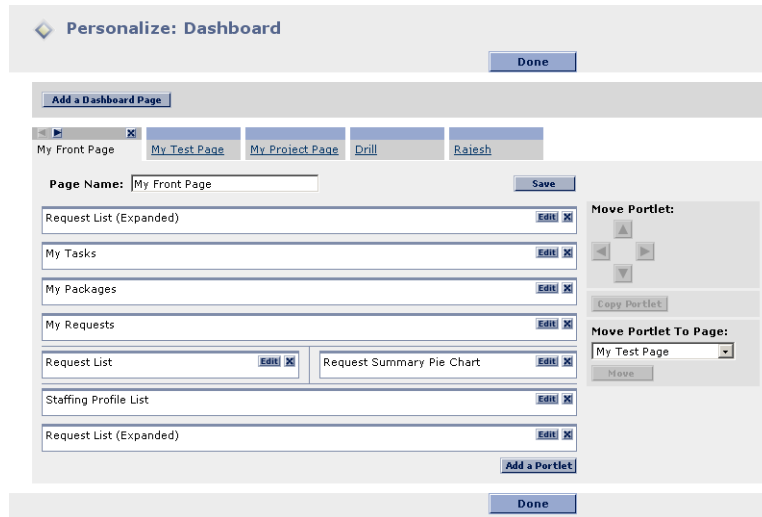 Personalize: Dashboard
Done
Add a Dashboard Page
My Front Page My Test Page My Project Page Drill Rajesh
Page Name: My Front Page Save
Move Portlet:
Request List (Expanded) Edit X
My Tasks Edit X
My Packages Edit X
Copy Portlet
My Requests Edit X
Move Portlet To Page:
My Test Page
Request List Edit X Request Summary Pie Chart Edit X
Move
Staffing Profile List Edit X
Request List (Expanded) Edit X
Add a Portlet
Done